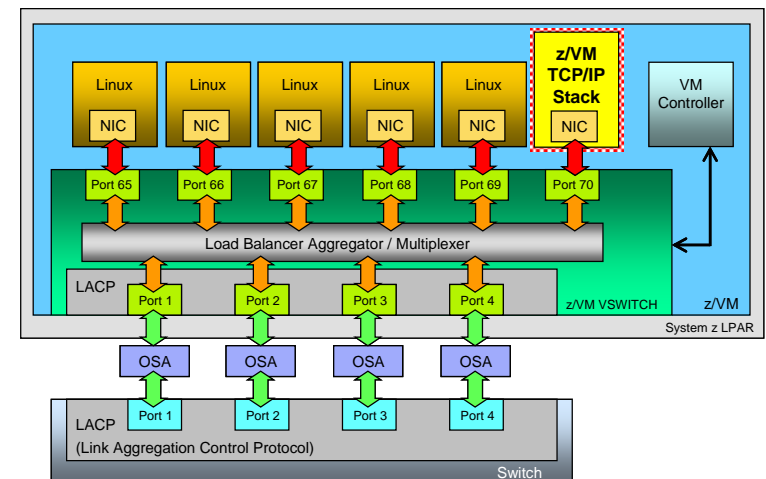 z/VM
TCP/IP
Stack
Linux
Linux
Linux
Linux
Linux
VM
Controller
NIC
NIC
NIC
NIC
NIC
NIC
Port 65
Port 66
Port 67
Port 68
Port 69
Port 70
Load Balancer Aggregator / Multiplexer
LACP
Port 1
Port 2
Port 3
Port 4
z/VM VSWITCH
z/VM
System z LPAR
OSA
OSA
OSA
OSA
Port 1
Port 2
Port 3
Port 4
LACP
(Link Aggregation Control Protocol)
Switch